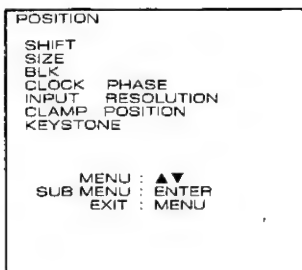 POSITION
SHIFT
SIZE
BLK
CLOCK PHASE
INPUT RESOLUTION
CLAMP POSITION
KEYSTONE
MENU : ▲▼
SUB MENU : ENTER
EXIT : MENU